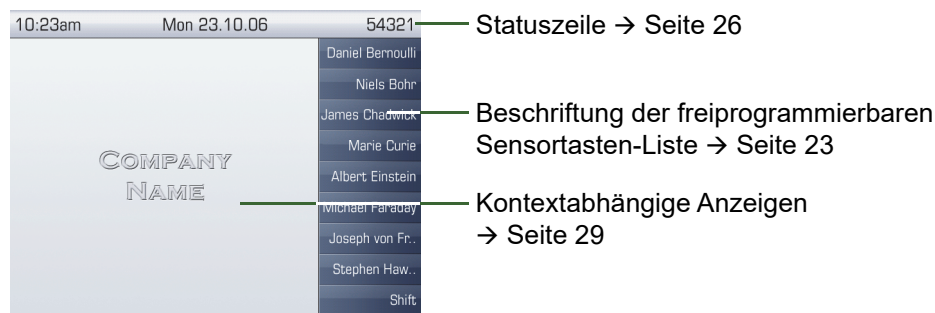 10:23am Mon 23.10.06 54321
Statuszeile → Seite 26
Daniel Bernoulli
Niels Bohr
James Chadwick
Marie Curie
Albert Einstein
Michael Faraday
Joseph von Fr..
Stephen Haw..
Shift
COMPANY
NAME
Beschriftung der freiprogrammierbaren
Sensortasten-Liste → Seite 23
Kontextabhängige Anzeigen
→ Seite 29